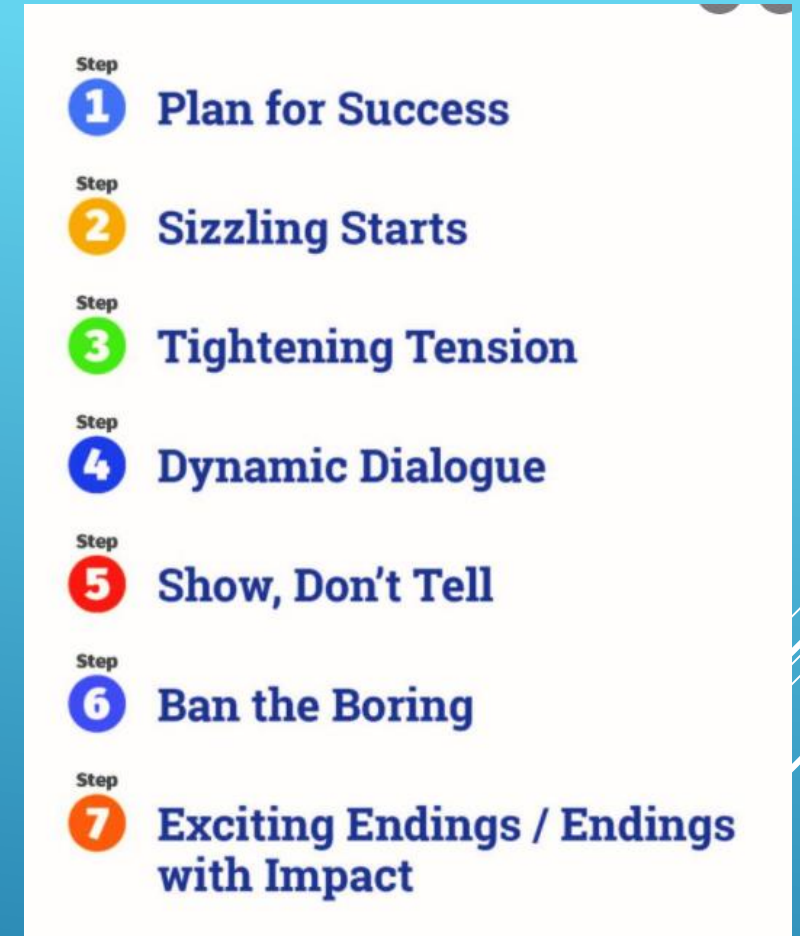 Step
1 Plan for Success
Step
2 Sizzling Starts
Step
3 Tightening Tension
Step
4 Dynamic Dialogue
Step
5 Show, Don’t Tell
Step
6 Ban the Boring
Step
7 Exciting Endings / Endings
with Impact